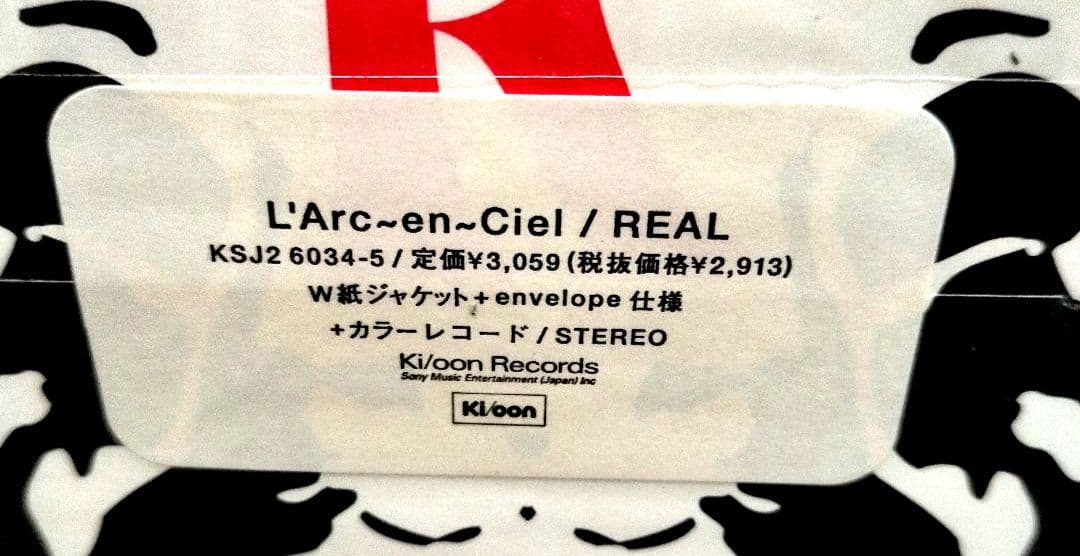 R
L'Arc~en~Ciel / REAL
KSJ2 6034-5 / 定価¥3,059 (税抜価格¥2,913)
W紙ジャケット+envelope 仕様
+カラーレコード / STEREO
Ki/oon Records
Sony Music Entertainment (Japan) Inc
Ki/oon